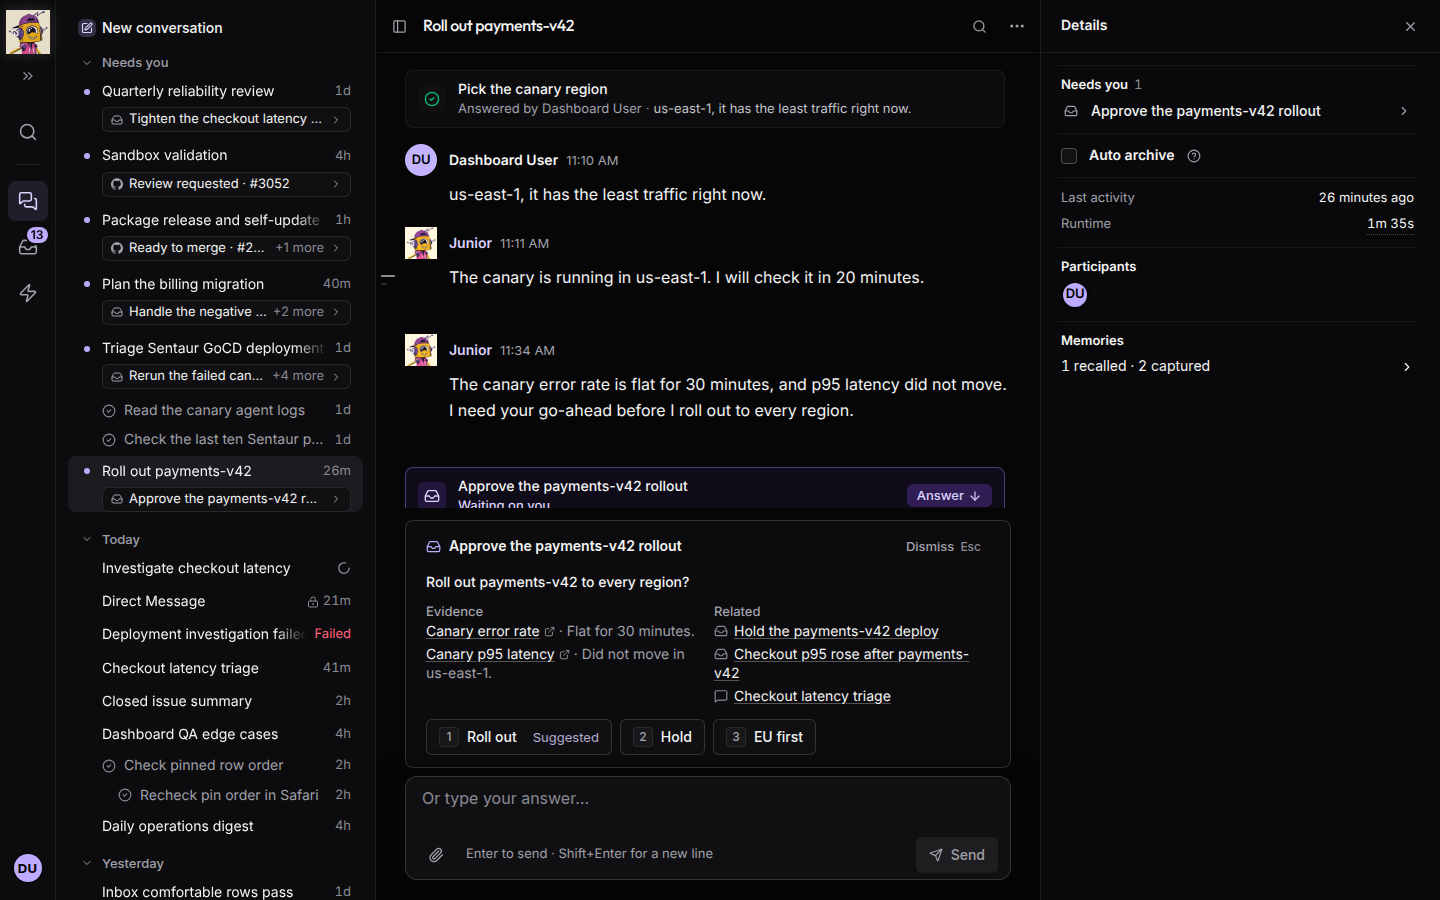 New conversation
Needs you
Quarterly reliability review 1d
Tighten the checkout latency ...
Sandbox validation 4h
Review requested · #3052
Package release and self-update 1h
Ready to merge · #2... +1 more
Plan the billing migration 40m
Handle the negative ... +2 more
Triage Sentaur GoCD deployment 1d
Rerun the failed can... +4 more
Read the canary agent logs 1d
Check the last ten Sentaur p... 1d
Roll out payments-v42 26m
Approve the payments-v42 r...
Today
Investigate checkout latency
Direct Message 21m
Deployment investigation failed Failed
Checkout latency triage 41m
Closed issue summary 2h
Dashboard QA edge cases 4h
Check pinned row order 2h
Recheck pin order in Safari 2h
Daily operations digest 4h
Yesterday
Inbox comfortable rows pass 1d
13
DU
Roll out payments-v42
Pick the canary region
Answered by Dashboard User · us-east-1, it has the least traffic right now.
DU Dashboard User 11:10 AM
us-east-1, it has the least traffic right now.
Junior 11:11 AM
The canary is running in us-east-1. I will check it in 20 minutes.
Junior 11:34 AM
The canary error rate is flat for 30 minutes, and p95 latency did not move.
I need your go-ahead before I roll out to every region.
Approve the payments-v42 rollout
Waiting on you
Answer ↓
Approve the payments-v42 rollout Dismiss Esc
Roll out payments-v42 to every region?
Evidence
Canary error rate · Flat for 30 minutes.
Canary p95 latency · Did not move in
us-east-1.
Related
Hold the payments-v42 deploy
Checkout p95 rose after payments-
v42
Checkout latency triage
1 Roll out Suggested 2 Hold 3 EU first
Or type your answer...
Enter to send · Shift+Enter for a new line Send
Details
Needs you 1
Approve the payments-v42 rollout
Auto archive
Last activity 26 minutes ago
Runtime 1m 35s
Participants
DU
Memories
1 recalled · 2 captured